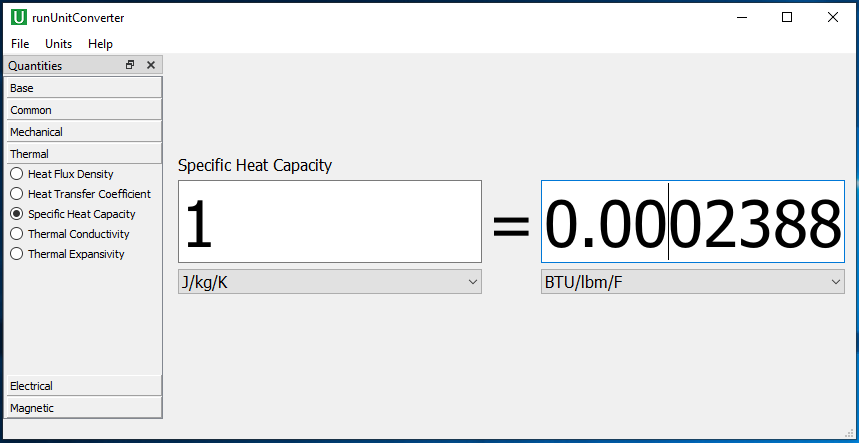 U runUnitConverter
File Units Help
Quantities
Base
Common
Mechanical
Thermal
Heat Flux Density
Heat Transfer Coefficient
Specific Heat Capacity
Thermal Conductivity
Thermal Expansivity
Electrical
Magnetic
Specific Heat Capacity
1 = 0.0002388
J/kg/K BTU/lbm/F